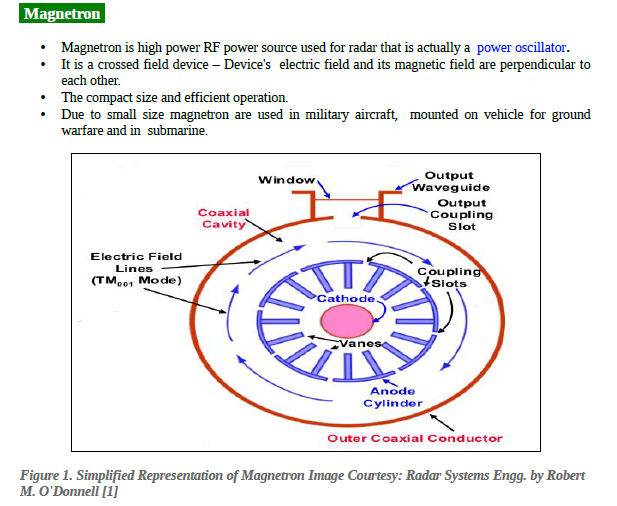 Magnetron
• Magnetron is high power RF power source used for radar that is actually a power oscillator.
• It is a crossed field device – Device's electric field and its magnetic field are perpendicular to
each other.
• The compact size and efficient operation.
• Due to small size magnetron are used in military aircraft, mounted on vehicle for ground
warfare and in submarine.
Window
Output
Waveguide
Output
Coupling
Slot
Coaxial
Cavity
Electric Field
Lines
(TM₀₀₁ Mode)
Coupling
Slots
Cathode
Vanes
Anode
Cylinder
Outer Coaxial Conductor
Figure 1. Simplified Representation of Magnetron Image Courtesy: Radar Systems Engg. by Robert
M. O'Donnell [1]